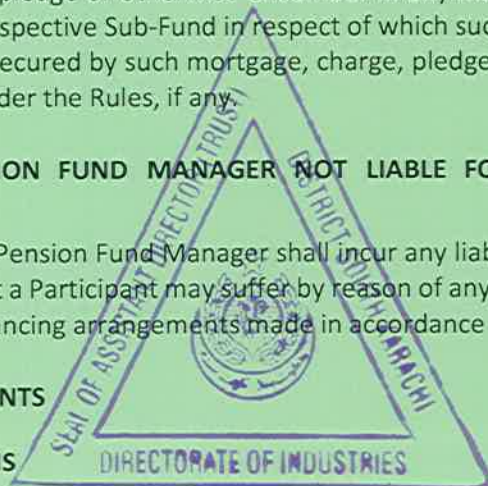 spective Sub-Fund in respect of which suc
ecured by such mortgage, charge, pledge
der the Rules, if any.
ON FUND MANAGER NOT LIABLE FO
Pension Fund Manager shall incur any liab
t a Participant may suffer by reason of any
ncing arrangements made in accordance
NTS
NS
SEAL OF ASSISTANT DIRECTOR (TRUST)
DISTRICT SOUTH KARACHI
DIRECTORATE OF INDUSTRIES